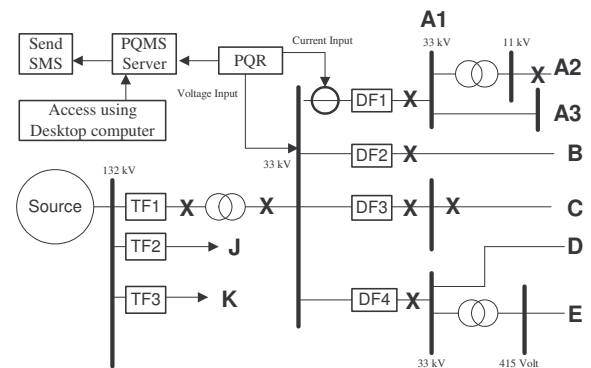 A1
Send
SMS
PQMS
Server
PQR
Current Input
33 kV
11 kV
X
A2
Access using
Desktop computer
Voltage Input
DF1
X
A3
33 kV
DF2
X
B
132 kV
Source
TF1
X
X
DF3
X
X
C
TF2
J
D
TF3
K
DF4
X
E
33 kV
415 Volt